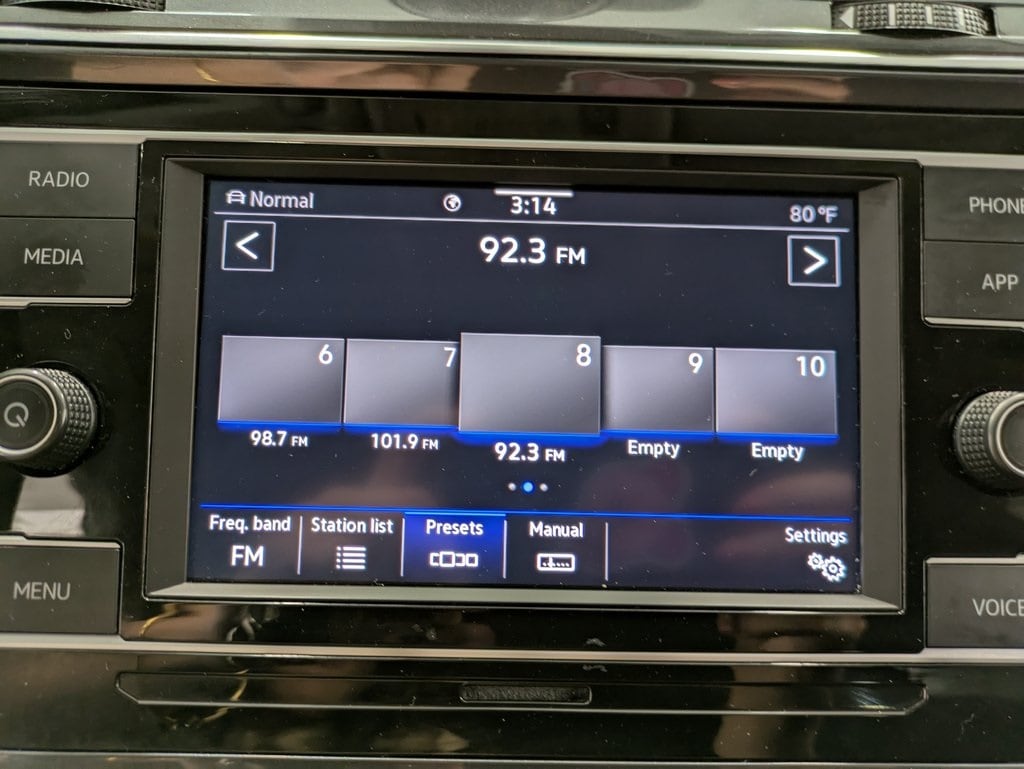 RADIO
MEDIA
MENU
PHONE
APP
VOICE
Normal
3:14
80 °F
<
92.3 FM
>
6
7
8
9
10
98.7 FM
101.9 FM
92.3 FM
Empty
Empty
Freq. band
FM
Station list
Presets
Manual
Settings